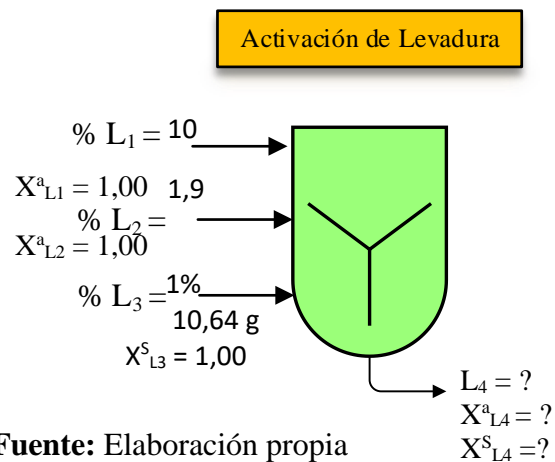 Activación de Levadura
% L₁ = 10
Xᵃ_L1 = 1,00 1,9
% L₂ =
Xᵃ_L2 = 1,00
% L₃ = 1%
10,64 g
Xˢ_L3 = 1,00
L₄ = ?
Xᵃ_L4 = ?
Xˢ_L4 =?
Fuente: Elaboración propia